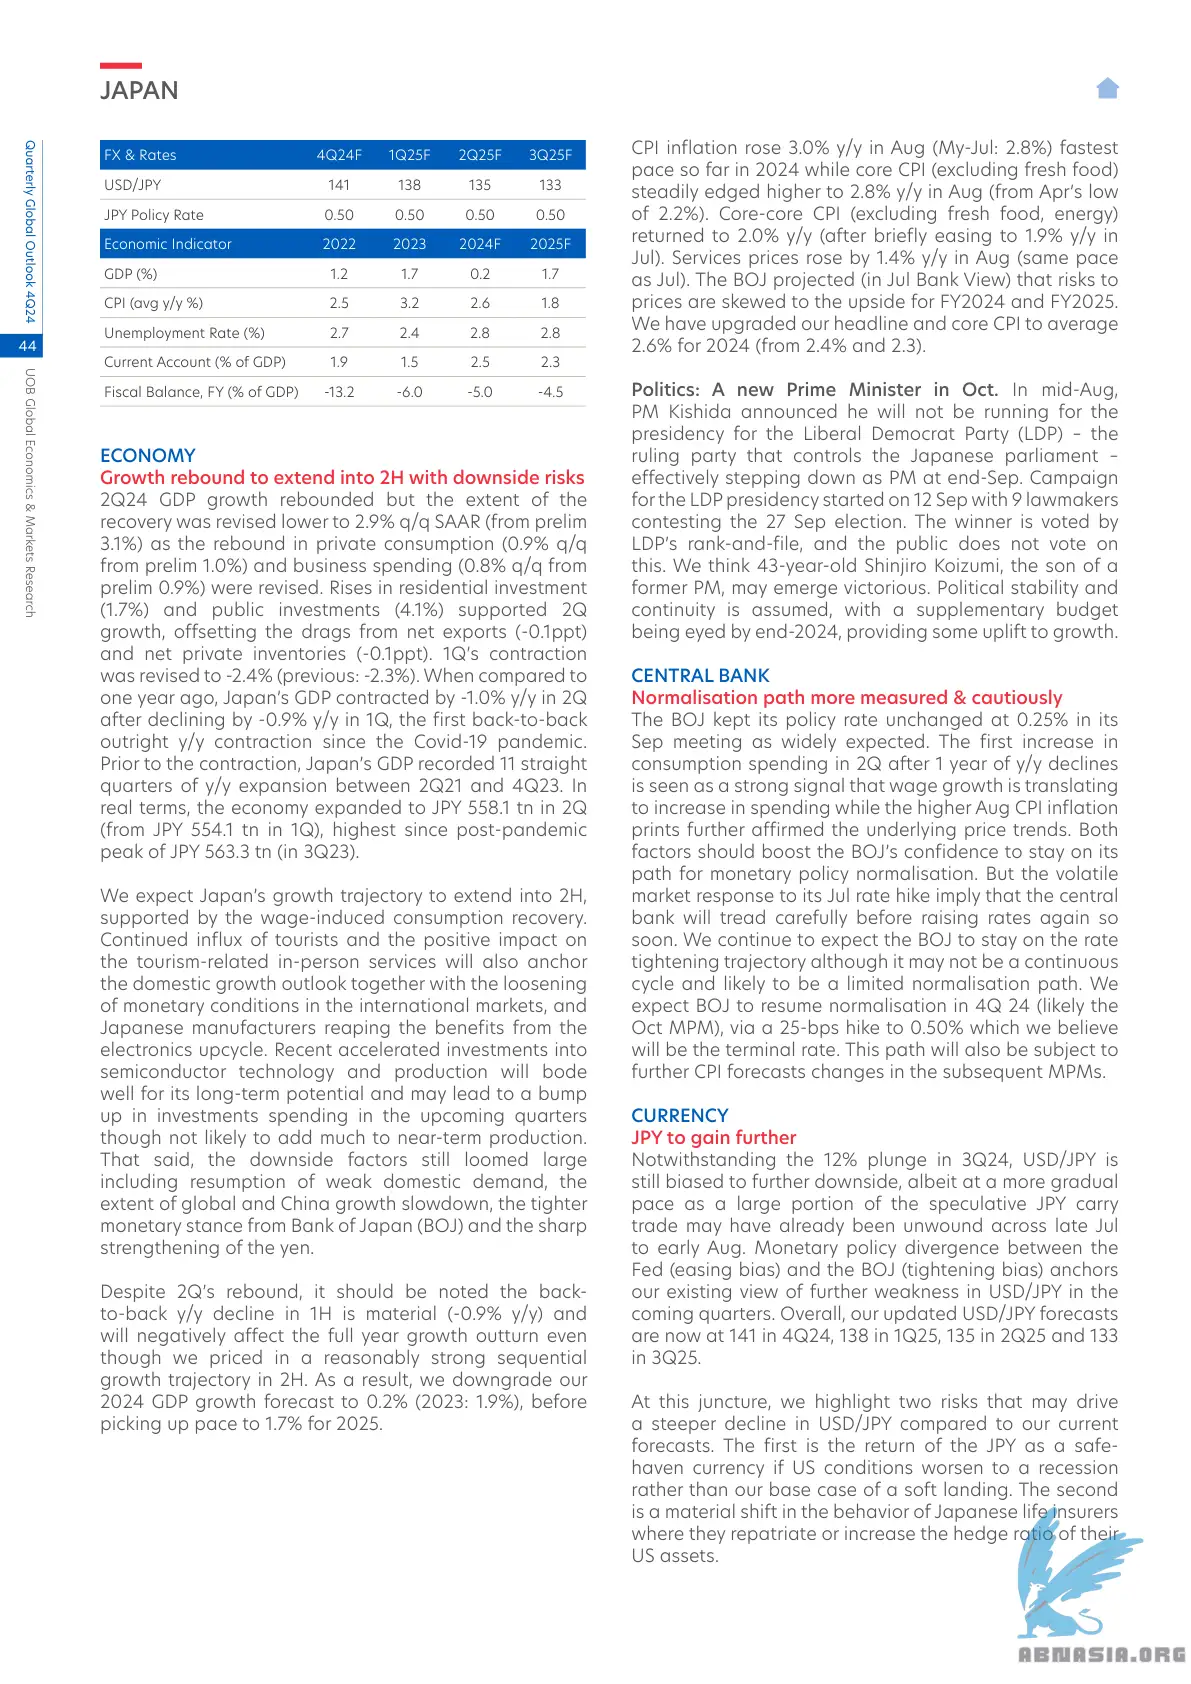 JAPAN
Quarterly Global Outlook 4Q24
44
UOB Global Economics & Markets Research
FX & Rates 4Q24F 1Q25F 2Q25F 3Q25F
USD/JPY 141 138 135 133
JPY Policy Rate 0.50 0.50 0.50 0.50
Economic Indicator 2022 2023 2024F 2025F
GDP (%) 1.2 1.7 0.2 1.7
CPI (avg y/y %) 2.5 3.2 2.6 1.8
Unemployment Rate (%) 2.7 2.4 2.8 2.8
Current Account (% of GDP) 1.9 1.5 2.5 2.3
Fiscal Balance, FY (% of GDP) -13.2 -6.0 -5.0 -4.5
ECONOMY
Growth rebound to extend into 2H with downside risks
2Q24 GDP growth rebounded but the extent of the
recovery was revised lower to 2.9% q/q SAAR (from prelim
3.1%) as the rebound in private consumption (0.9% q/q
from prelim 1.0%) and business spending (0.8% q/q from
prelim 0.9%) were revised. Rises in residential investment
(1.7%) and public investments (4.1%) supported 2Q
growth, offsetting the drags from net exports (-0.1ppt)
and net private inventories (-0.1ppt). 1Q's contraction
was revised to -2.4% (previous: -2.3%). When compared to
one year ago, Japan's GDP contracted by -1.0% y/y in 2Q
after declining by -0.9% y/y in 1Q, the first back-to-back
outright y/y contraction since the Covid-19 pandemic.
Prior to the contraction, Japan's GDP recorded 11 straight
quarters of y/y expansion between 2Q21 and 4Q23. In
real terms, the economy expanded to JPY 558.1 tn in 2Q
(from JPY 554.1 tn in 1Q), highest since post-pandemic
peak of JPY 563.3 tn (in 3Q23).
We expect Japan's growth trajectory to extend into 2H,
supported by the wage-induced consumption recovery.
Continued influx of tourists and the positive impact on
the tourism-related in-person services will also anchor
the domestic growth outlook together with the loosening
of monetary conditions in the international markets, and
Japanese manufacturers reaping the benefits from the
electronics upcycle. Recent accelerated investments into
semiconductor technology and production will bode
well for its long-term potential and may lead to a bump
up in investments spending in the upcoming quarters
though not likely to add much to near-term production.
That said, the downside factors still loomed large
including resumption of weak domestic demand, the
extent of global and China growth slowdown, the tighter
monetary stance from Bank of Japan (BOJ) and the sharp
strengthening of the yen.
Despite 2Q's rebound, it should be noted the back-
to-back y/y decline in 1H is material (-0.9% y/y) and
will negatively affect the full year growth outturn even
though we priced in a reasonably strong sequential
growth trajectory in 2H. As a result, we downgrade our
2024 GDP growth forecast to 0.2% (2023: 1.9%), before
picking up pace to 1.7% for 2025.
CPI inflation rose 3.0% y/y in Aug (My-Jul: 2.8%) fastest
pace so far in 2024 while core CPI (excluding fresh food)
steadily edged higher to 2.8% y/y in Aug (from Apr's low
of 2.2%). Core-core CPI (excluding fresh food, energy)
returned to 2.0% y/y (after briefly easing to 1.9% y/y in
Jul). Services prices rose by 1.4% y/y in Aug (same pace
as Jul). The BOJ projected (in Jul Bank View) that risks to
prices are skewed to the upside for FY2024 and FY2025.
We have upgraded our headline and core CPI to average
2.6% for 2024 (from 2.4% and 2.3).
Politics: A new Prime Minister in Oct. In mid-Aug,
PM Kishida announced he will not be running for the
presidency for the Liberal Democrat Party (LDP) – the
ruling party that controls the Japanese parliament –
effectively stepping down as PM at end-Sep. Campaign
for the LDP presidency started on 12 Sep with 9 lawmakers
contesting the 27 Sep election. The winner is voted by
LDP's rank-and-file, and the public does not vote on
this. We think 43-year-old Shinjiro Koizumi, the son of a
former PM, may emerge victorious. Political stability and
continuity is assumed, with a supplementary budget
being eyed by end-2024, providing some uplift to growth.
CENTRAL BANK
Normalisation path more measured & cautiously
The BOJ kept its policy rate unchanged at 0.25% in its
Sep meeting as widely expected. The first increase in
consumption spending in 2Q after 1 year of y/y declines
is seen as a strong signal that wage growth is translating
to increase in spending while the higher Aug CPI inflation
prints further affirmed the underlying price trends. Both
factors should boost the BOJ's confidence to stay on its
path for monetary policy normalisation. But the volatile
market response to its Jul rate hike imply that the central
bank will tread carefully before raising rates again so
soon. We continue to expect the BOJ to stay on the rate
tightening trajectory although it may not be a continuous
cycle and likely to be a limited normalisation path. We
expect BOJ to resume normalisation in 4Q 24 (likely the
Oct MPM), via a 25-bps hike to 0.50% which we believe
will be the terminal rate. This path will also be subject to
further CPI forecasts changes in the subsequent MPMs.
CURRENCY
JPY to gain further
Notwithstanding the 12% plunge in 3Q24, USD/JPY is
still biased to further downside, albeit at a more gradual
pace as a large portion of the speculative JPY carry
trade may have already been unwound across late Jul
to early Aug. Monetary policy divergence between the
Fed (easing bias) and the BOJ (tightening bias) anchors
our existing view of further weakness in USD/JPY in the
coming quarters. Overall, our updated USD/JPY forecasts
are now at 141 in 4Q24, 138 in 1Q25, 135 in 2Q25 and 133
in 3Q25.
At this juncture, we highlight two risks that may drive
a steeper decline in USD/JPY compared to our current
forecasts. The first is the return of the JPY as a safe-
haven currency if US conditions worsen to a recession
rather than our base case of a soft landing. The second
is a material shift in the behavior of Japanese life insurers
where they repatriate or increase the hedge ratio of their
US assets.
ABNASIA.ORG